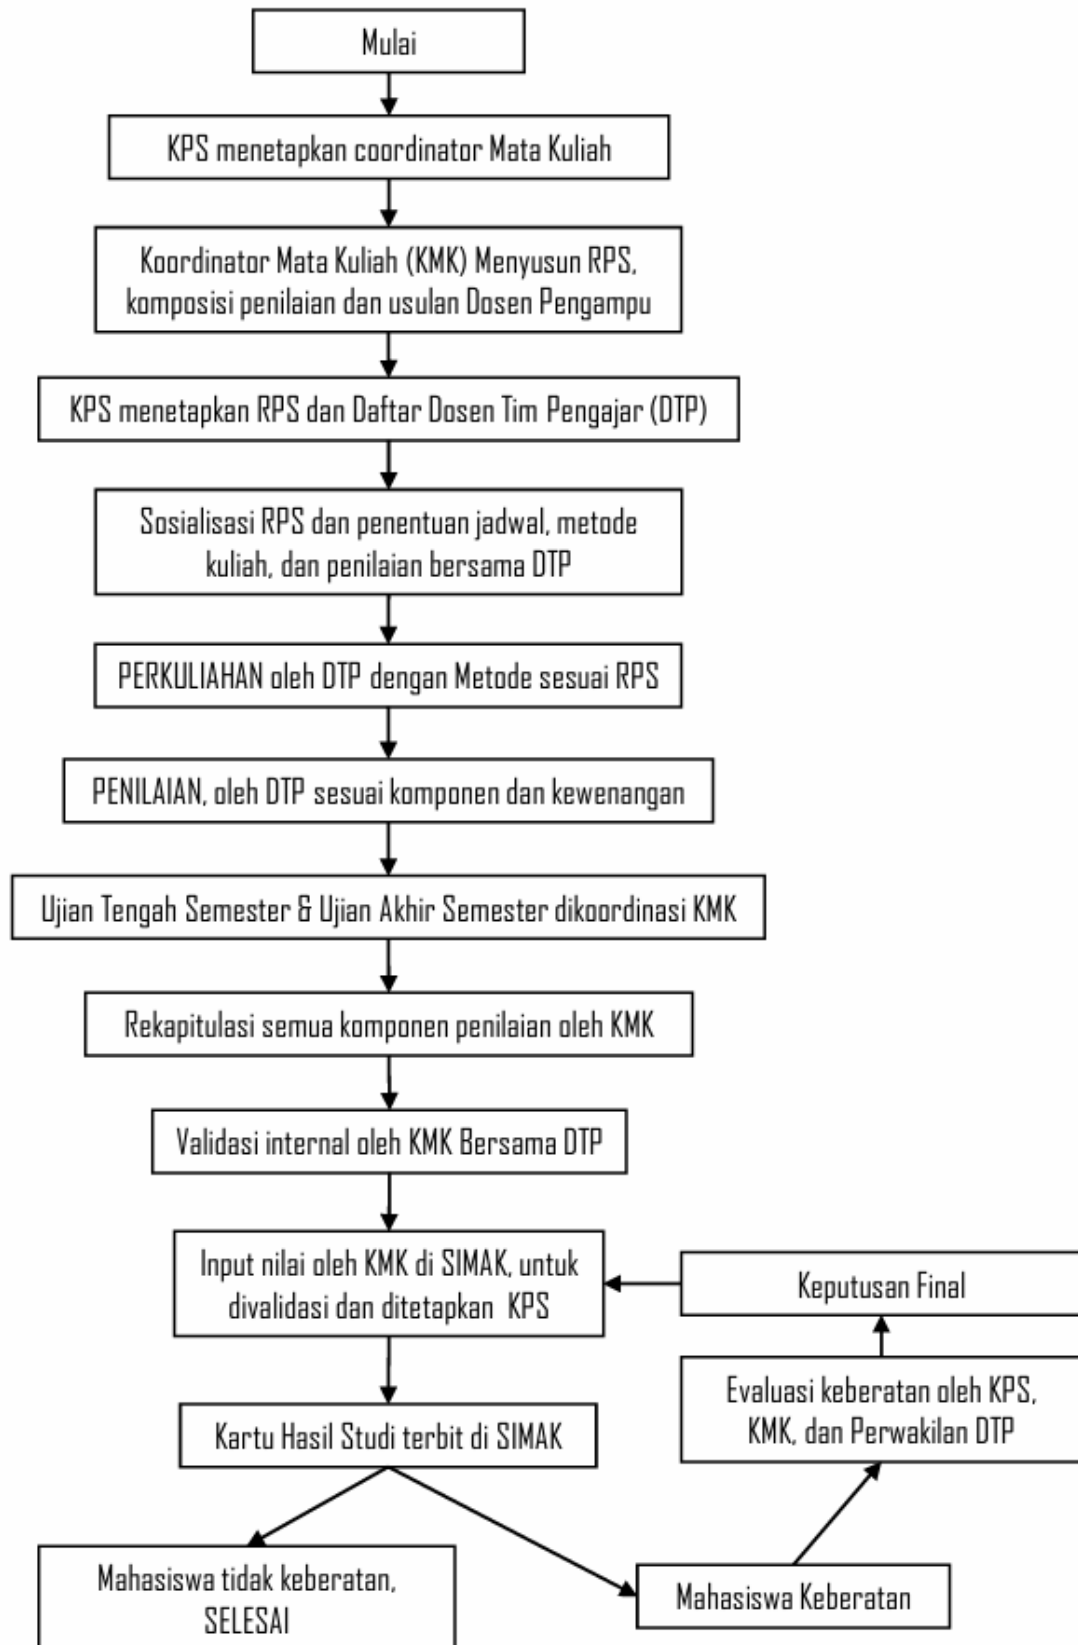 Mulai
KPS menetapkan coordinator Mata Kuliah
Koordinator Mata Kuliah (KMK) Menyusun RPS,
komposisi penilaian dan usulan Dosen Pengampu
KPS menetapkan RPS dan Daftar Dosen Tim Pengajar (DTP)
Sosialisasi RPS dan penentuan jadwal, metode
kuliah, dan penilaian bersama DTP
PERKULIAHAN oleh DTP dengan Metode sesuai RPS
PENILAIAN, oleh DTP sesuai komponen dan kewenangan
Ujian Tengah Semester & Ujian Akhir Semester dikoordinasi KMK
Rekapitulasi semua komponen penilaian oleh KMK
Validasi internal oleh KMK Bersama DTP
Input nilai oleh KMK di SIMAK, untuk
divalidasi dan ditetapkan KPS
Keputusan Final
Evaluasi keberatan oleh KPS,
KMK, dan Perwakilan DTP
Kartu Hasil Studi terbit di SIMAK
Mahasiswa tidak keberatan,
SELESAI
Mahasiswa Keberatan